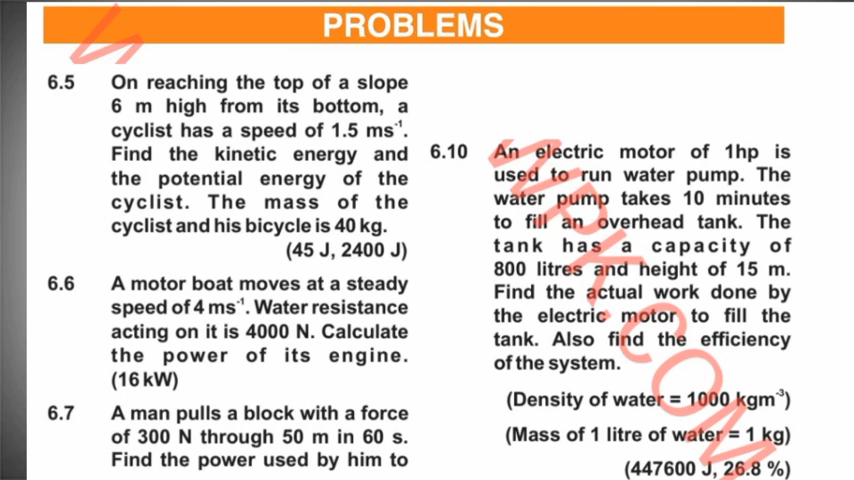 PROBLEMS
6.5 On reaching the top of a slope
6 m high from its bottom, a
cyclist has a speed of 1.5 ms⁻¹.
Find the kinetic energy and
the potential energy of the
cyclist. The mass of the
cyclist and his bicycle is 40 kg.
(45 J, 2400 J)
6.6 A motor boat moves at a steady
speed of 4 ms⁻¹. Water resistance
acting on it is 4000 N. Calculate
the power of its engine.
(16 kW)
6.7 A man pulls a block with a force
of 300 N through 50 m in 60 s.
Find the power used by him to
6.10 An electric motor of 1hp is
used to run water pump. The
water pump takes 10 minutes
to fill an overhead tank. The
tank has a capacity of
800 litres and height of 15 m.
Find the actual work done by
the electric motor to fill the
tank. Also find the efficiency
of the system.
(Density of water = 1000 kgm⁻³)
(Mass of 1 litre of water = 1 kg)
(447600 J, 26.8 %)
WPK.COM